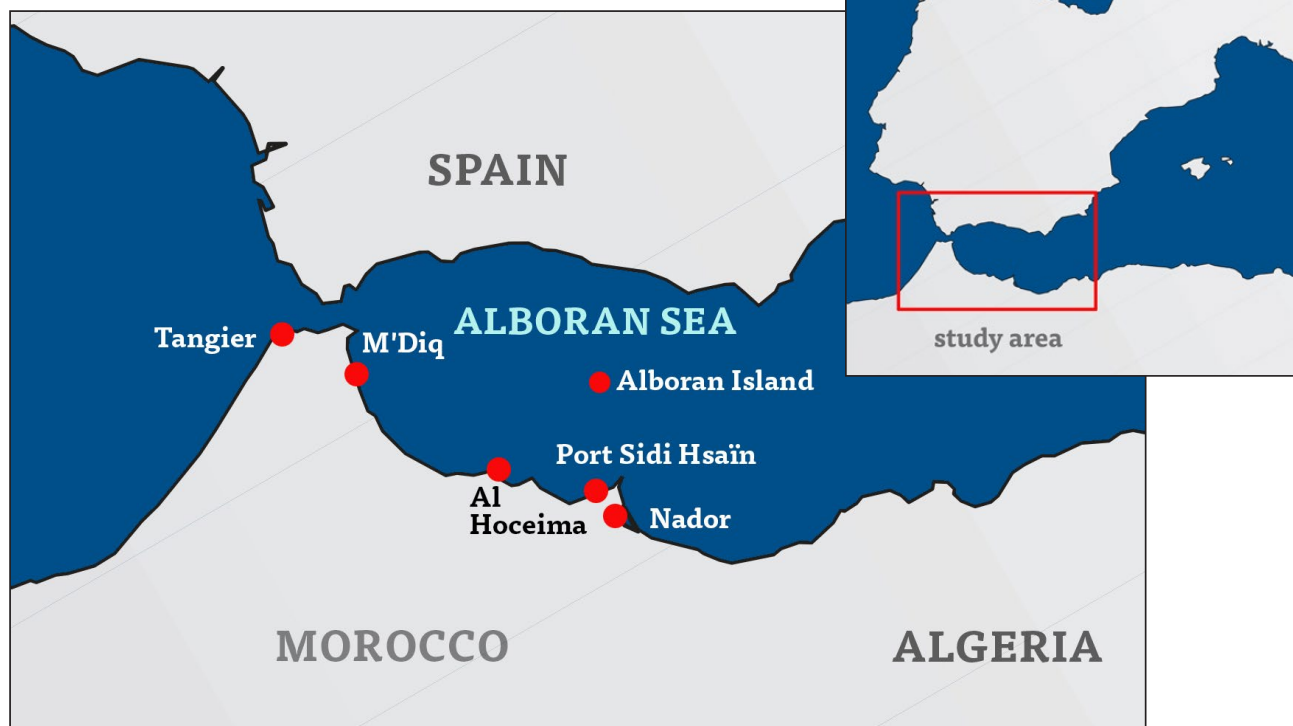 SPAIN
study area
Tangier
M'Diq
ALBORAN SEA
Alboran Island
Port Sidi Hsaïn
Al
Hoceima
Nador
MOROCCO
ALGERIA